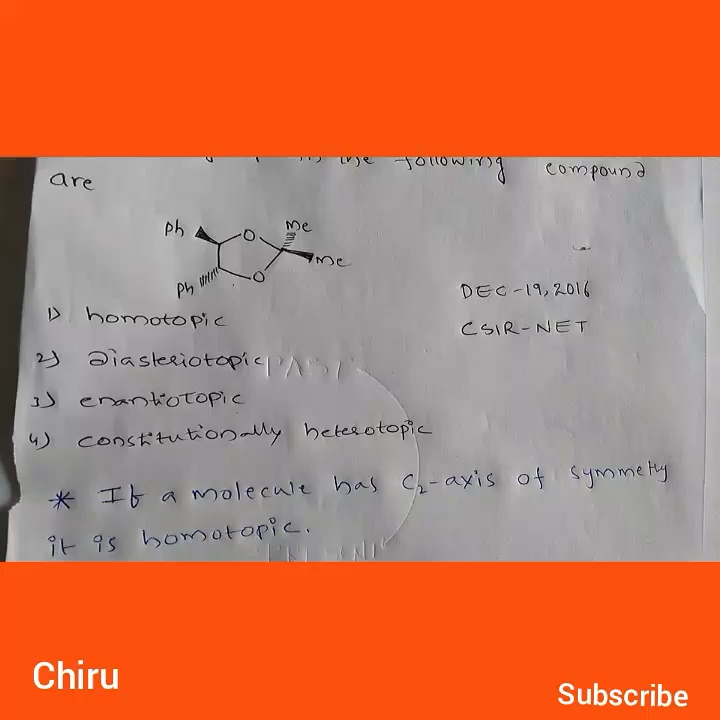 the following compound
are
Ph
O
Me
Me
O
Ph
DEC-19, 2016
1) homotopic
CSIR-NET
2) diasteriotopic
3) enantiotopic
4) constitutionally heterotopic
* If a molecule has C2-axis of symmetry
it is homotopic.
Chiru
Subscribe